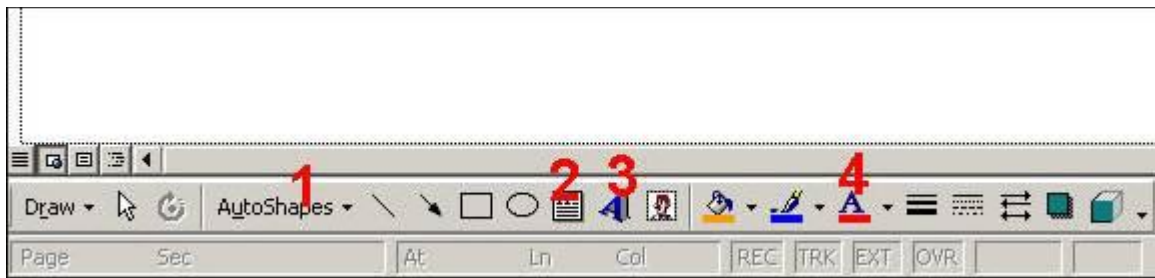 1 2 3 4
Draw AutoShapes A A
Page Sec At Ln Col REC TRK EXT OVR